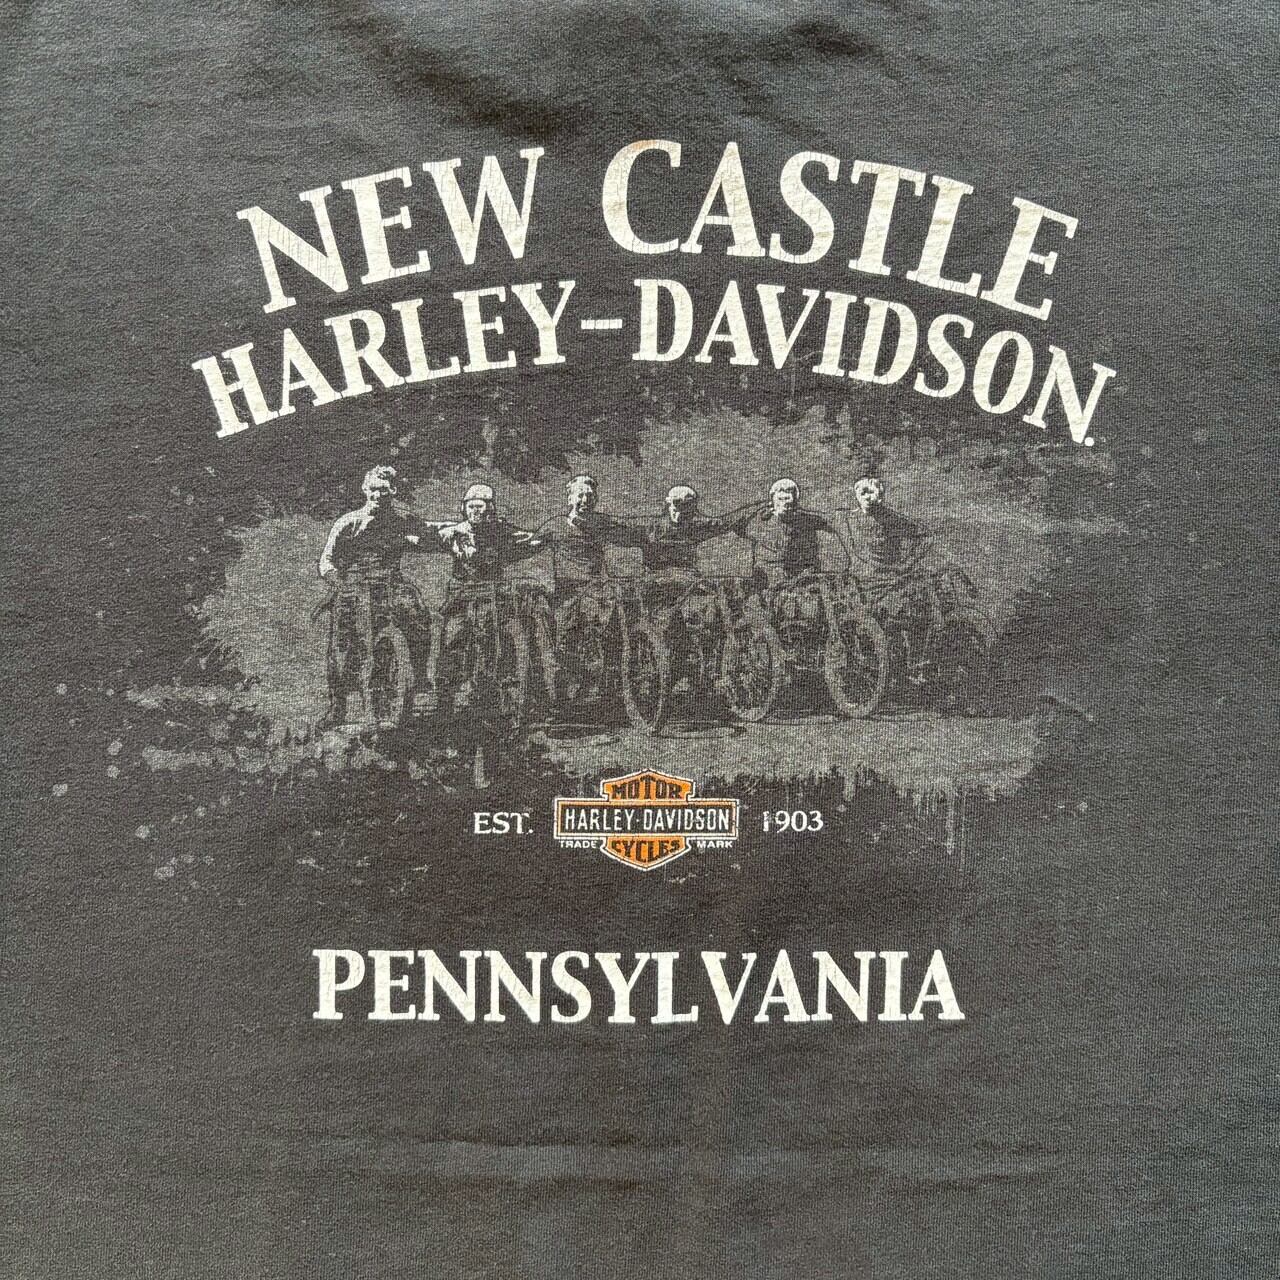 NEW CASTLE
HARLEY-DAVIDSON.
MOTOR
EST. HARLEY-DAVIDSON 1903
TRADE CYCLES MARK
PENNSYLVANIA